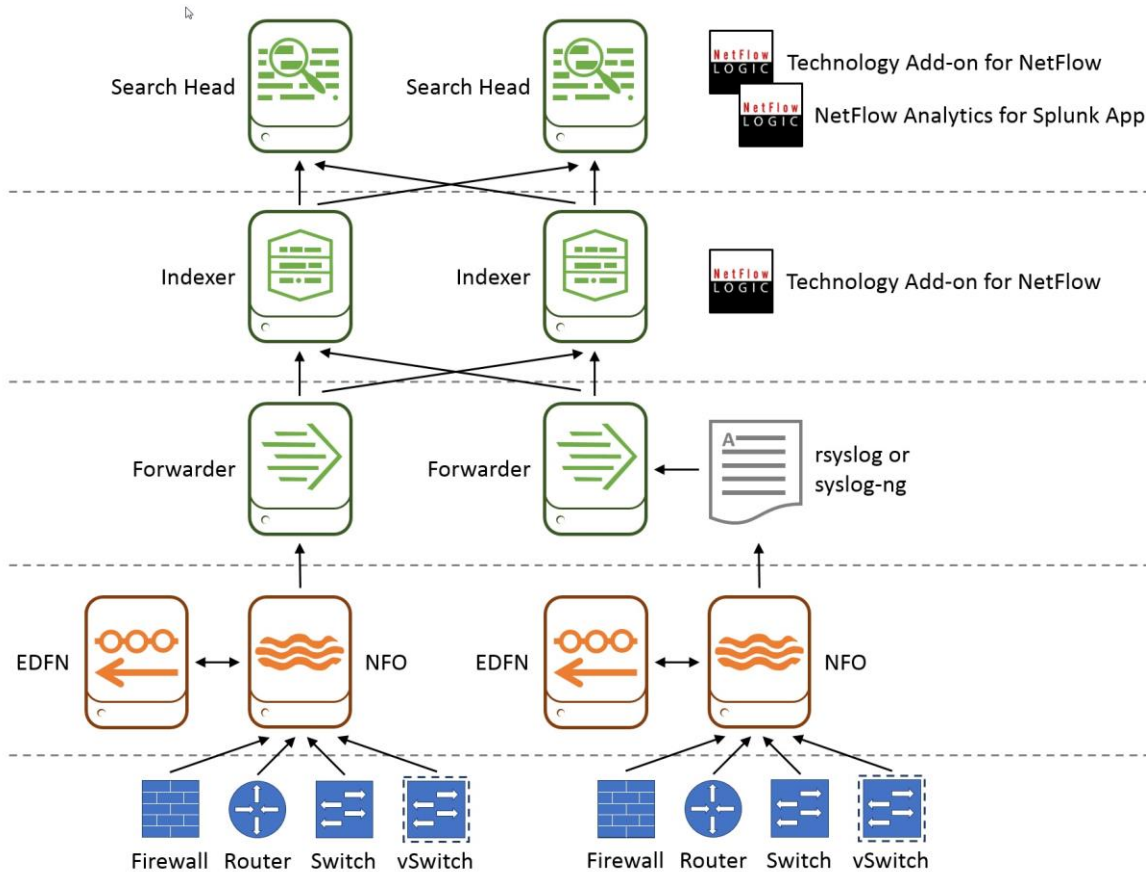 Search Head
Search Head
NetFlow
LOGIC
Technology Add-on for NetFlow
NetFlow
LOGIC
NetFlow Analytics for Splunk App
Indexer
Indexer
NetFlow
LOGIC
Technology Add-on for NetFlow
Forwarder
Forwarder
A
rsyslog or
syslog-ng
EDFN
NFO
EDFN
NFO
Firewall
Router
Switch
vSwitch
Firewall
Router
Switch
vSwitch